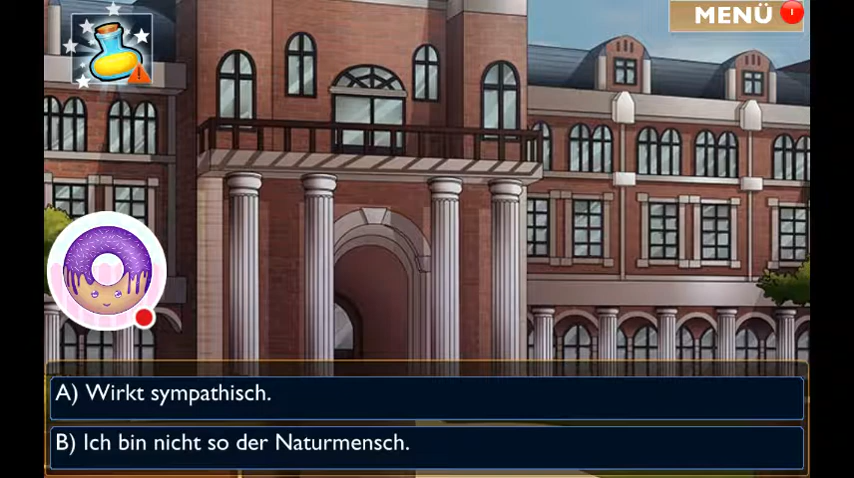 MENÜ
A) Wirkt sympathisch.
B) Ich bin nicht so der Naturmensch.